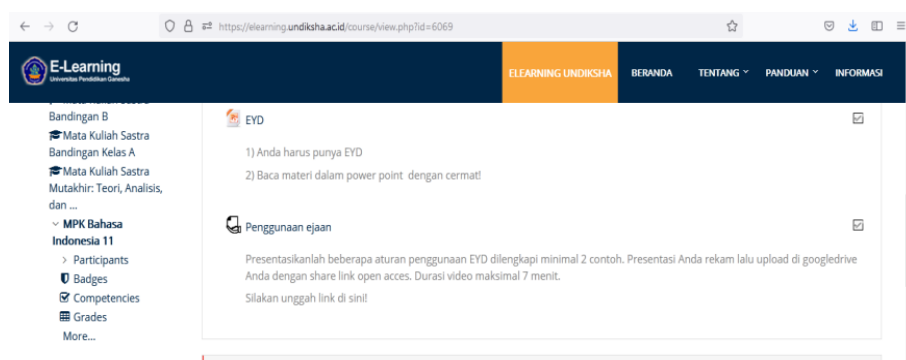 https://elearning.undiksha.ac.id/course/view.php?id=6069
E-Learning
Universitas Pendidikan Ganesha
ELEARNING UNDIKSHA
BERANDA
TENTANG
PANDUAN
INFORMASI
Bandingan B
Mata Kuliah Sastra
Bandingan Kelas A
Mata Kuliah Sastra
Mutakhir: Teori, Analisis,
dan ...
MPK Bahasa
Indonesia 11
Participants
Badges
Competencies
Grades
More...
EYD
1) Anda harus punya EYD
2) Baca materi dalam power point dengan cermat!
Penggunaan ejaan
Presentasikanlah beberapa aturan penggunaan EYD dilengkapi minimal 2 contoh. Presentasi Anda rekam lalu upload di googledrive
Anda dengan share link open acces. Durasi video maksimal 7 menit.
Silakan unggah link di sini!